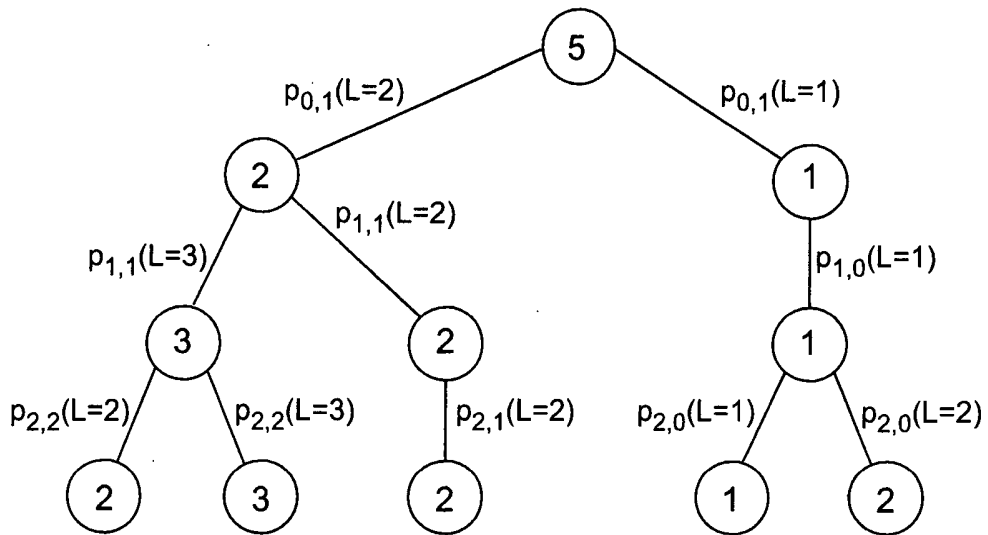 5
p0,1(L=2)
p0,1(L=1)
2
1
p1,1(L=2)
p1,1(L=3)
p1,0(L=1)
3
2
1
p2,2(L=2)
p2,2(L=3)
p2,1(L=2)
p2,0(L=1)
p2,0(L=2)
2
3
2
1
2